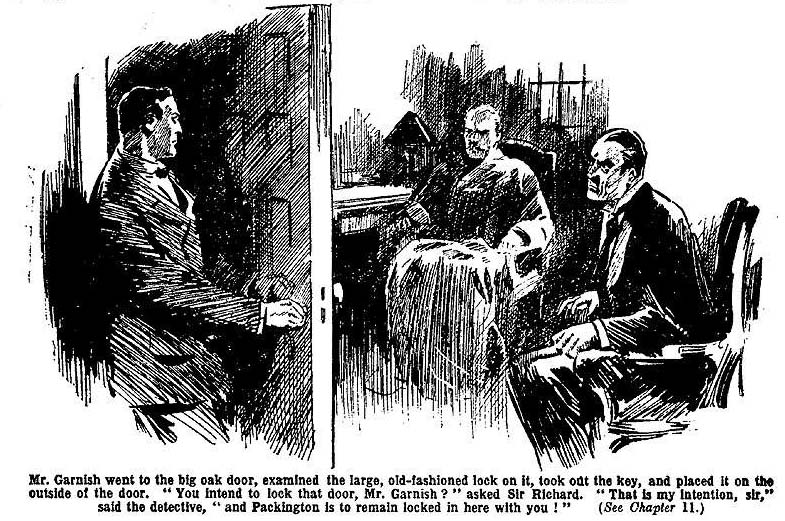 Mr. Garnish went to the big oak door, examined the large, old-fashioned lock on it, took out the key, and placed it on the
outside of the door. " You intend to lock that door, Mr. Garnish ? " asked Sir Richard. " That is my intention, sir,"
said the detective, " and Packington is to remain locked in here with you ! " (See Chapter 11.)